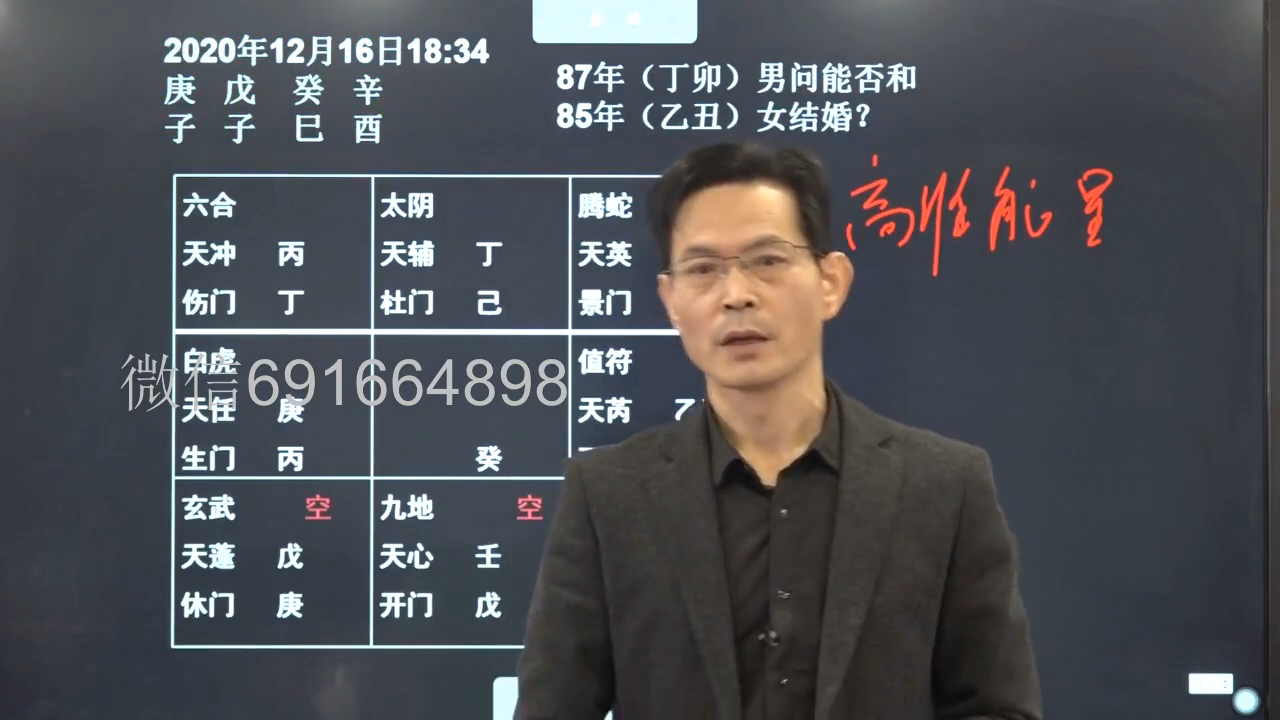 2020年12月16日18:34
庚 戊 癸 辛
子 子 巳 酉
87年（丁卯）男问能否和
85年（乙丑）女结婚？
高
六合 太阴 腾蛇
天冲 丙 天辅 丁 天英
伤门 丁 杜门 己 景门
白虎 值符
微信691664898
天任 庚 天芮 乙
生门 丙 癸
玄武 空 九地 空
天蓬 戊 天心 壬
休门 庚 开门 戊